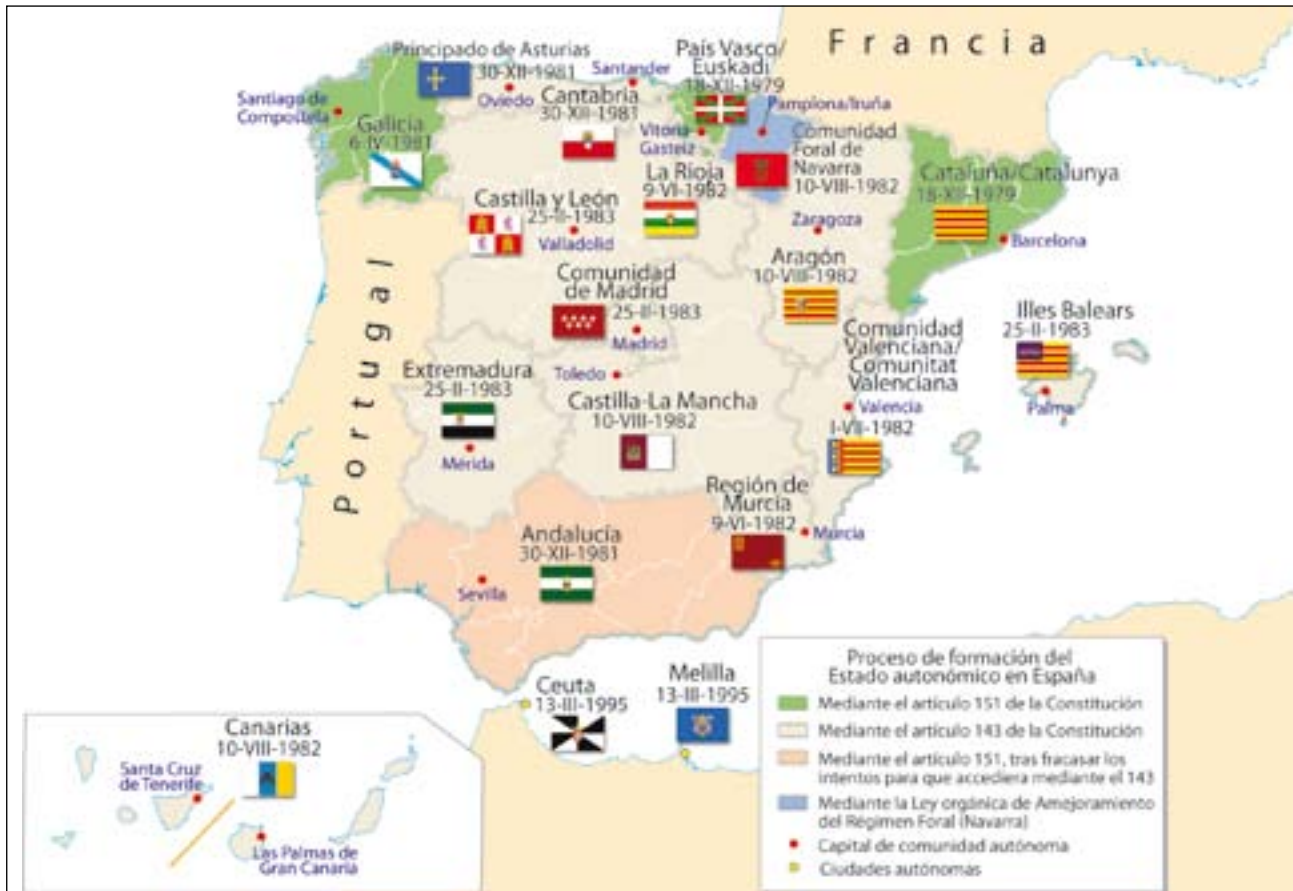 Francia
Portugal
Principado de Asturias
30-XII-1981
Oviedo
Santander
Cantabria
30-XII-1981
País Vasco/
Euskadi
18-XII-1979
Vitoria
Gasteiz
Pamplona/Iruña
Comunidad
Foral de
Navarra
10-VIII-1982
Santiago de
Compostela
Galicia
6-IV-1981
La Rioja
9-VI-1982
Cataluña/Catalunya
18-XII-1979
Barcelona
Castilla y León
25-II-1983
Valladolid
Zaragoza
Aragón
10-VIII-1982
Comunidad
de Madrid
25-II-1983
Madrid
Illes Balears
25-II-1983
Palma
Comunidad
Valenciana/
Comunitat
Valenciana
Valencia
I-VII-1982
Extremadura
25-II-1983
Mérida
Toledo
Castilla-La Mancha
10-VIII-1982
Región de
Murcia
9-VI-1982
Murcia
Andalucía
30-XII-1981
Sevilla
Ceuta
13-III-1995
Melilla
13-III-1995
Canarias
10-VIII-1982
Santa Cruz
de Tenerife
Las Palmas de
Gran Canaria
Proceso de formación del
Estado autonómico en España
Mediante el artículo 151 de la Constitución
Mediante el artículo 143 de la Constitución
Mediante el artículo 151, tras fracasar los
intentos para que accediera mediante el 143
Mediante la Ley orgánica de Amejoramiento
del Régimen Foral (Navarra)
Capital de comunidad autónoma
Ciudades autónomas